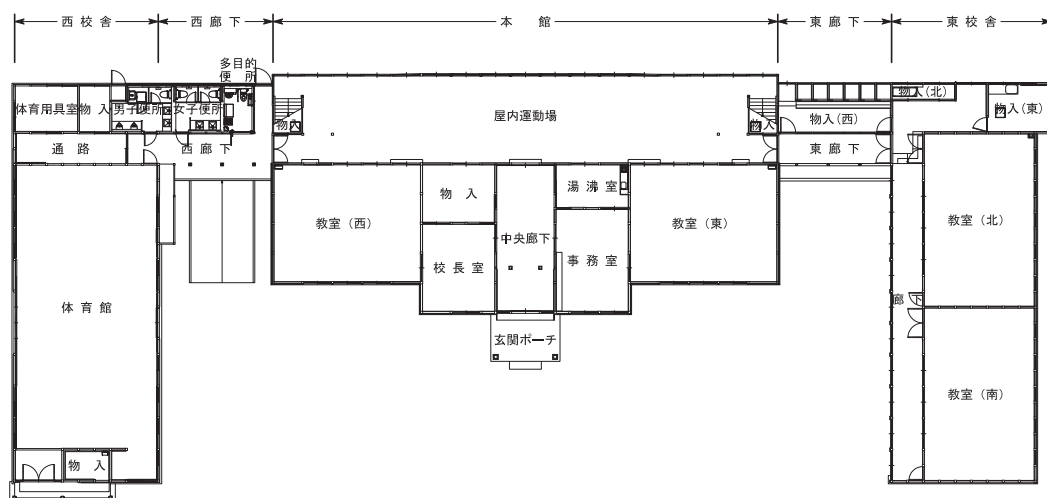 西校舎
西廊下
本館
東廊下
東校舎
多目的
便所
体育用具室
物入
男子便所
女子便所
物入
屋内運動場
物入
物入(西)
物入(北)
物入(東)
通路
西廊下
東廊下
教室(西)
物入
中央廊下
湯沸室
教室(東)
教室(北)
校長室
事務室
体育館
廊下
玄関ポーチ
教室(南)
物入